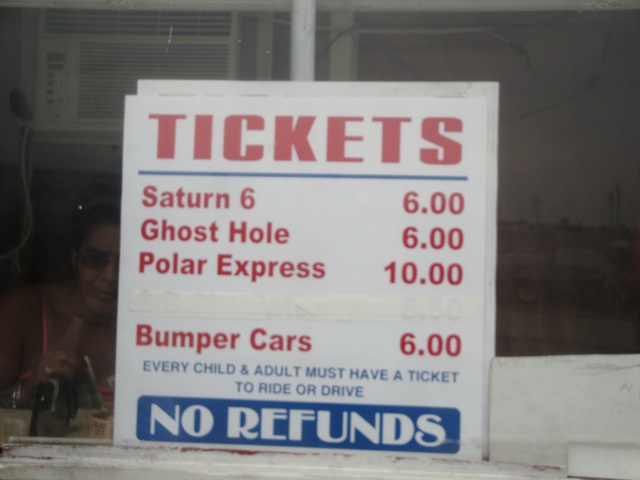 TICKETS
Saturn 6 6.00
Ghost Hole 6.00
Polar Express 10.00
Bumper Cars 6.00
EVERY CHILD & ADULT MUST HAVE A TICKET
TO RIDE OR DRIVE
NO REFUNDS